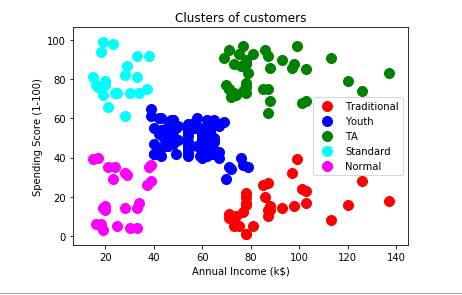 Clusters of customers
Spending Score (1-100)
100
80
60
40
20
0
Traditional
Youth
TA
Standard
Normal
20
40
60
80
100
120
140
Annual Income (k$)